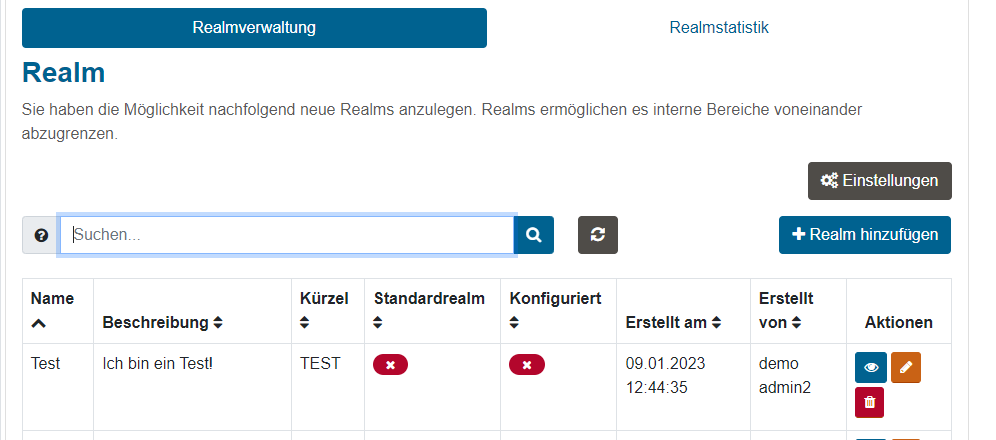 Realmverwaltung
Realmstatistik
Realm
Sie haben die Möglichkeit nachfolgend neue Realms anzulegen. Realms ermöglichen es interne Bereiche voneinander
abzugrenzen.
Einstellungen
Suchen...
Realm hinzufügen
Name Beschreibung Kürzel Standardrealm Konfiguriert Erstellt am Erstellt von Aktionen
Test Ich bin ein Test! TEST 09.01.2023 demo
12:44:35 admin2